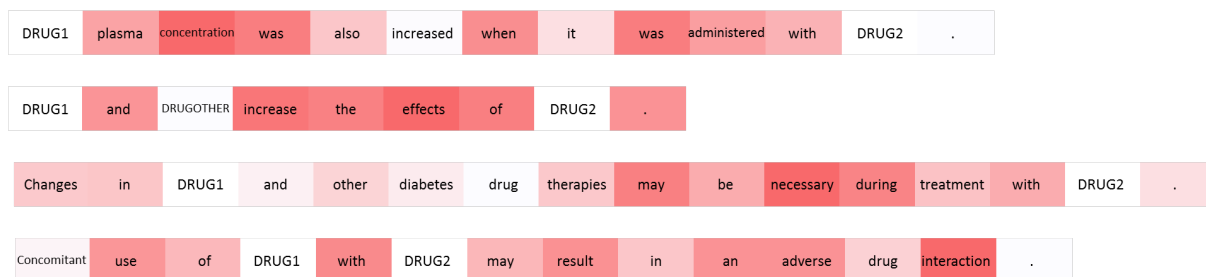 DRUG1 plasma concentration was also increased when it was administered with DRUG2 .
DRUG1 and DRUGOTHER increase the effects of DRUG2 .
Changes in DRUG1 and other diabetes drug therapies may be necessary during treatment with DRUG2 .
Concomitant use of DRUG1 with DRUG2 may result in an adverse drug interaction .